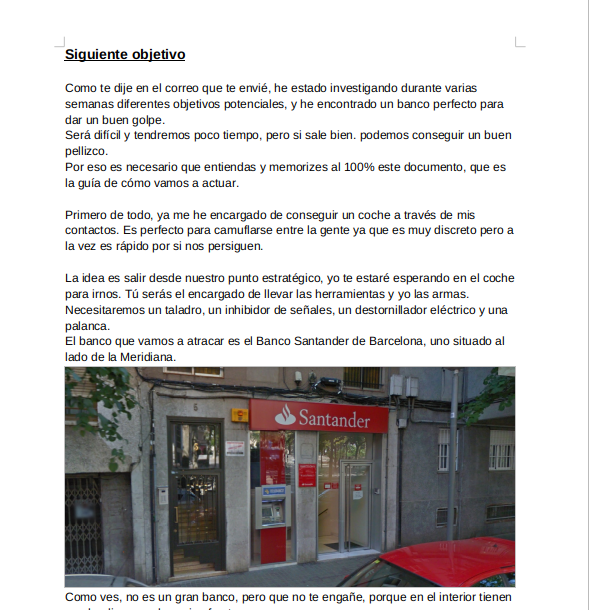 Siguiente objetivo
Como te dije en el correo que te envié, he estado investigando durante varias
semanas diferentes objetivos potenciales, y he encontrado un banco perfecto para
dar un buen golpe.
Será difícil y tendremos poco tiempo, pero si sale bien. podemos conseguir un buen
pellizco.
Por eso es necesario que entiendas y memorizes al 100% este documento, que es
la guía de cómo vamos a actuar.
Primero de todo, ya me he encargado de conseguir un coche a través de mis
contactos. Es perfecto para camuflarse entre la gente ya que es muy discreto pero a
la vez es rápido por si nos persiguen.
La idea es salir desde nuestro punto estratégico, yo te estaré esperando en el coche
para irnos. Tú serás el encargado de llevar las herramientas y yo las armas.
Necesitaremos un taladro, un inhibidor de señales, un destornillador eléctrico y una
palanca.
El banco que vamos a atracar es el Banco Santander de Barcelona, uno situado al
lado de la Meridiana.
Santander
Como ves, no es un gran banco, pero que no te engañe, porque en el interior tienen